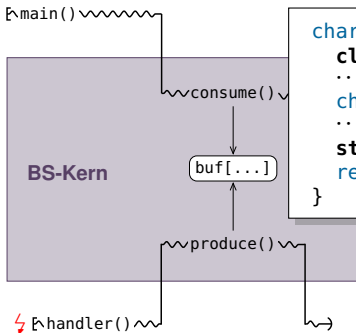 main()
consume()
BS-Kern
buf[...]
produce()
handler()
char
cl
...
ch
...
st
re
}